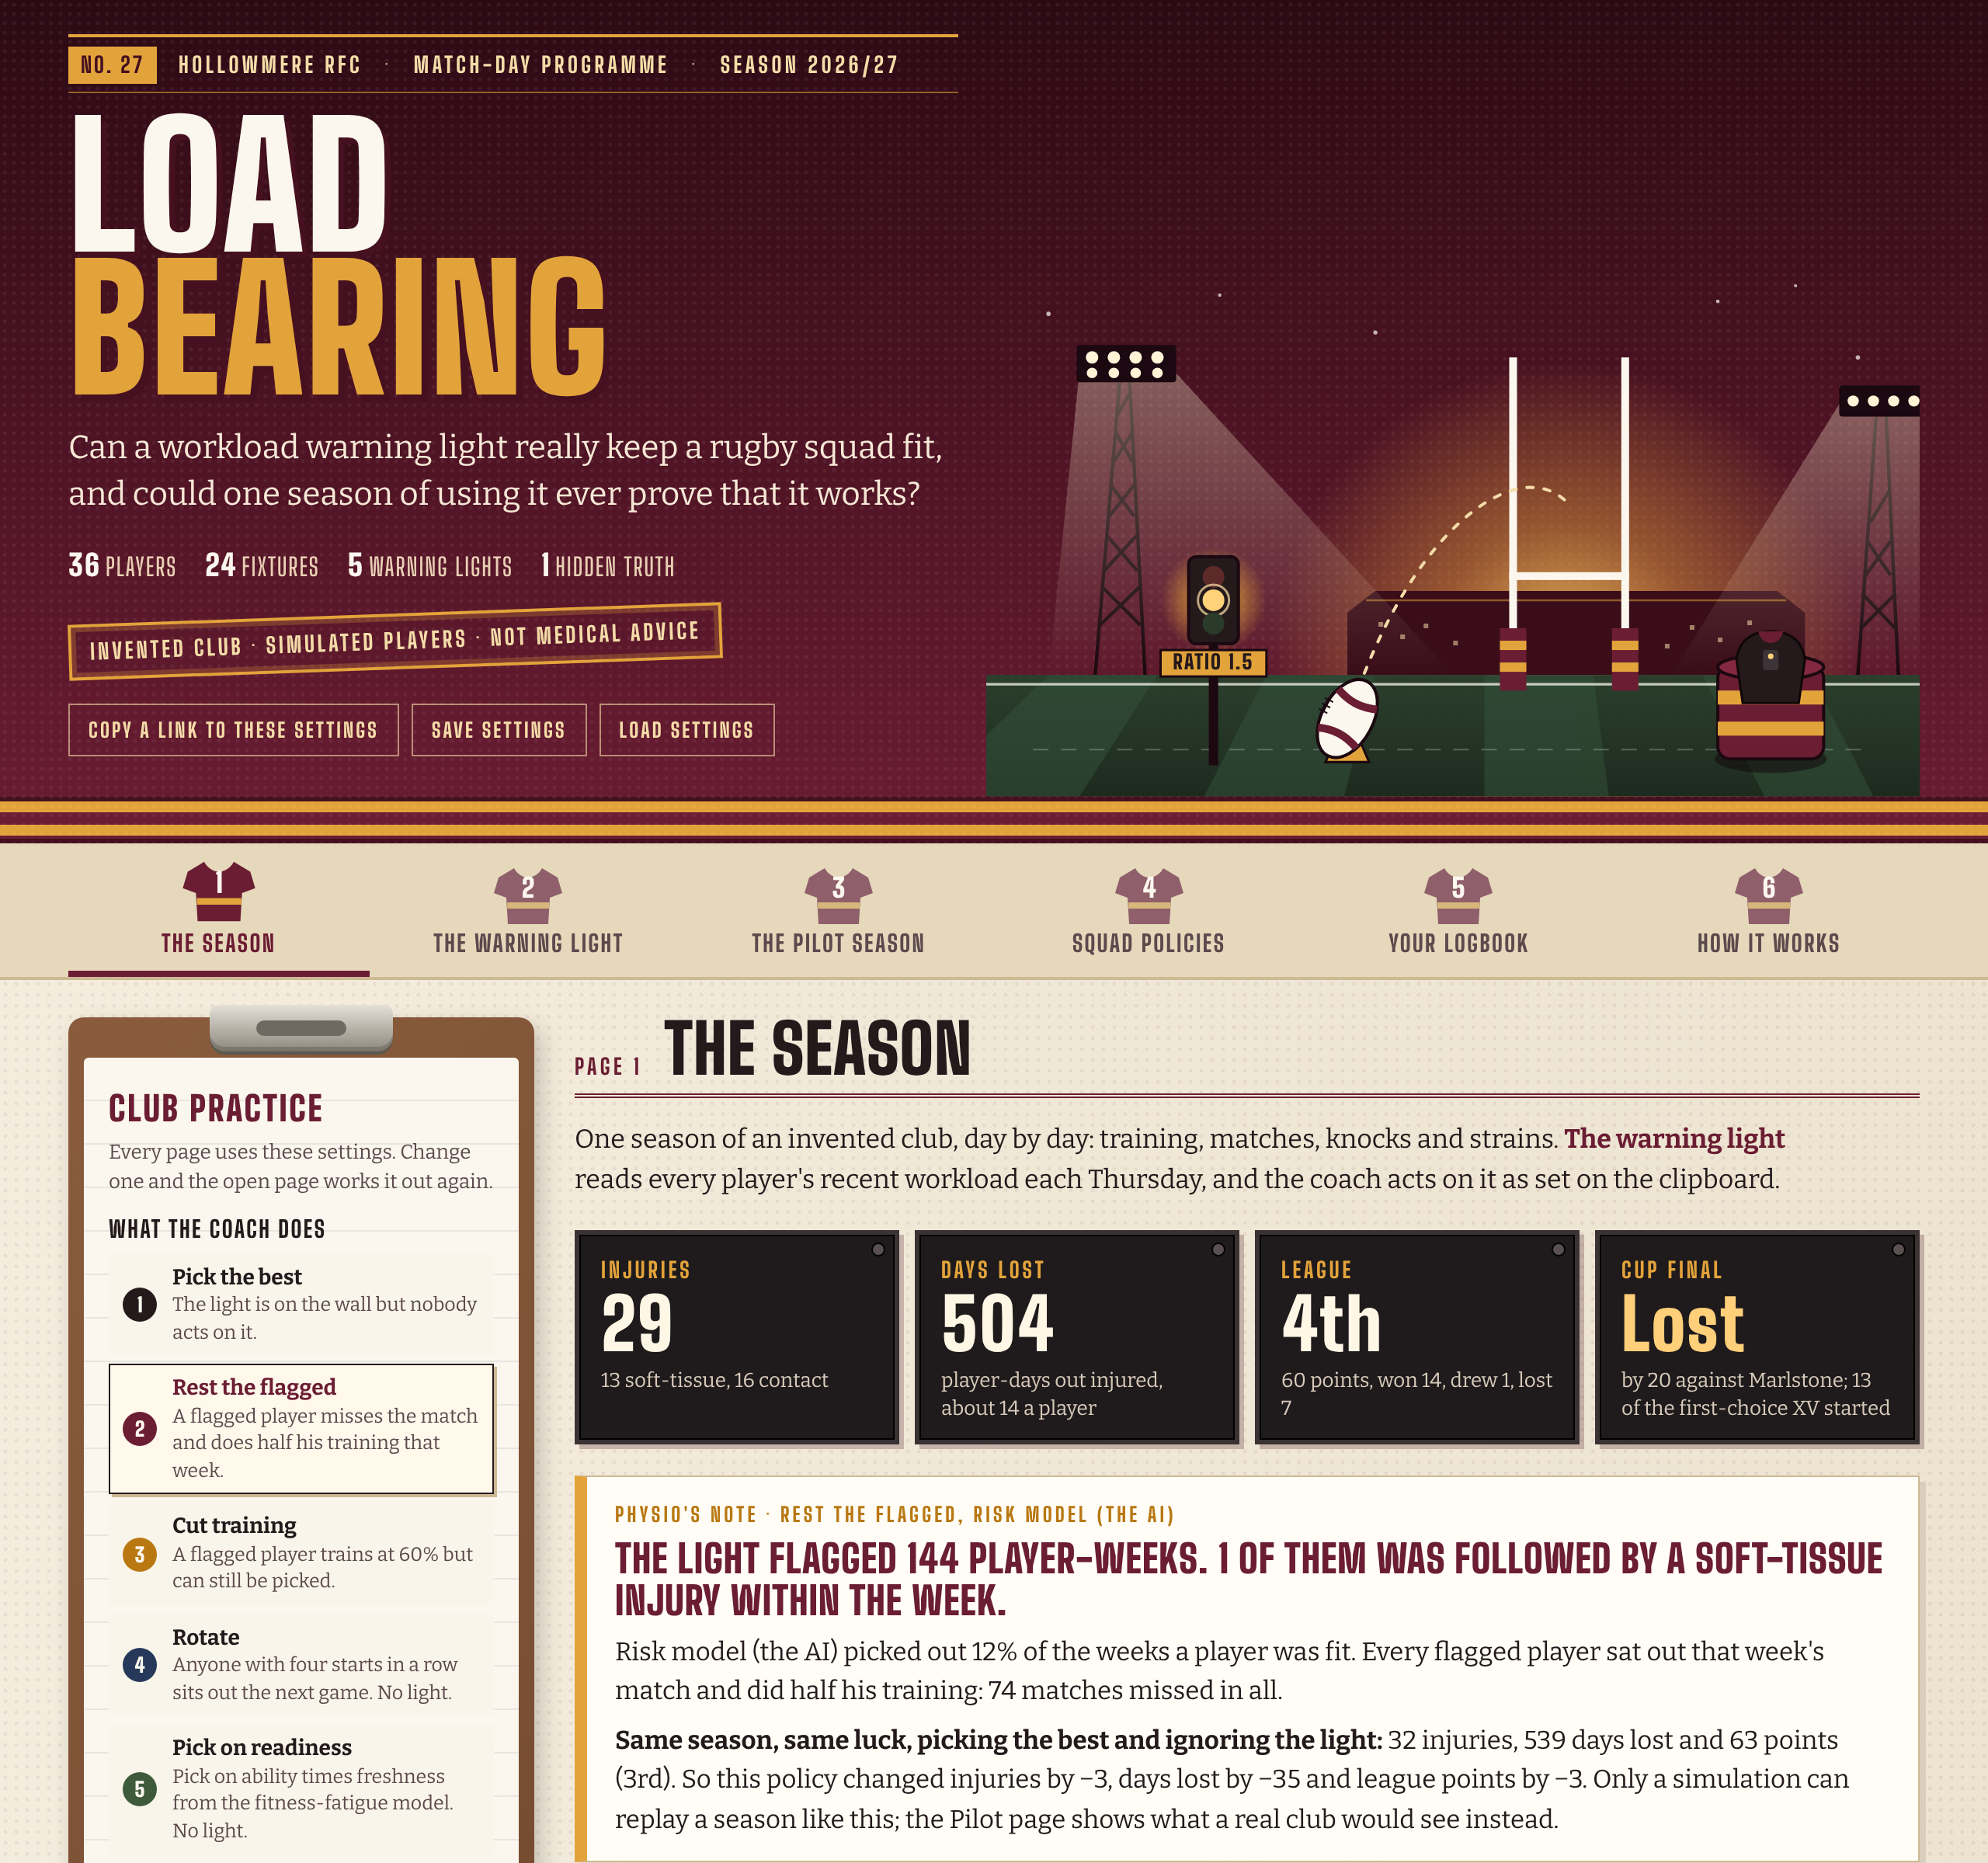 NO. 27 HOLLOWMERE RFC · MATCH-DAY PROGRAMME · SEASON 2026/27
LOAD
BEARING
Can a workload warning light really keep a rugby squad fit,
and could one season of using it ever prove that it works?
36 PLAYERS 24 FIXTURES 5 WARNING LIGHTS 1 HIDDEN TRUTH
INVENTED CLUB · SIMULATED PLAYERS · NOT MEDICAL ADVICE
COPY A LINK TO THESE SETTINGS SAVE SETTINGS LOAD SETTINGS
RATIO 1.5
1 THE SEASON
2 THE WARNING LIGHT
3 THE PILOT SEASON
4 SQUAD POLICIES
5 YOUR LOGBOOK
6 HOW IT WORKS
CLUB PRACTICE
Every page uses these settings. Change
one and the open page works it out again.
WHAT THE COACH DOES
1 Pick the best
The light is on the wall but nobody
acts on it.
2 Rest the flagged
A flagged player misses the match
and does half his training that
week.
3 Cut training
A flagged player trains at 60% but
can still be picked.
4 Rotate
Anyone with four starts in a row
sits out the next game. No light.
5 Pick on readiness
Pick on ability times freshness
from the fitness-fatigue model.
No light.
PAGE 1 THE SEASON
One season of an invented club, day by day: training, matches, knocks and strains. The warning light
reads every player's recent workload each Thursday, and the coach acts on it as set on the clipboard.
INJURIES
29
13 soft-tissue, 16 contact
DAYS LOST
504
player-days out injured,
about 14 a player
LEAGUE
4th
60 points, won 14, drew 1, lost
7
CUP FINAL
Lost
by 20 against Marlstone; 13
of the first-choice XV started
PHYSIO'S NOTE · REST THE FLAGGED, RISK MODEL (THE AI)
THE LIGHT FLAGGED 144 PLAYER-WEEKS. 1 OF THEM WAS FOLLOWED BY A SOFT-TISSUE
INJURY WITHIN THE WEEK.
Risk model (the AI) picked out 12% of the weeks a player was fit. Every flagged player sat out that week's
match and did half his training: 74 matches missed in all.
Same season, same luck, picking the best and ignoring the light: 32 injuries, 539 days lost and 63 points
(3rd). So this policy changed injuries by −3, days lost by −35 and league points by −3. Only a simulation can
replay a season like this; the Pilot page shows what a real club would see instead.